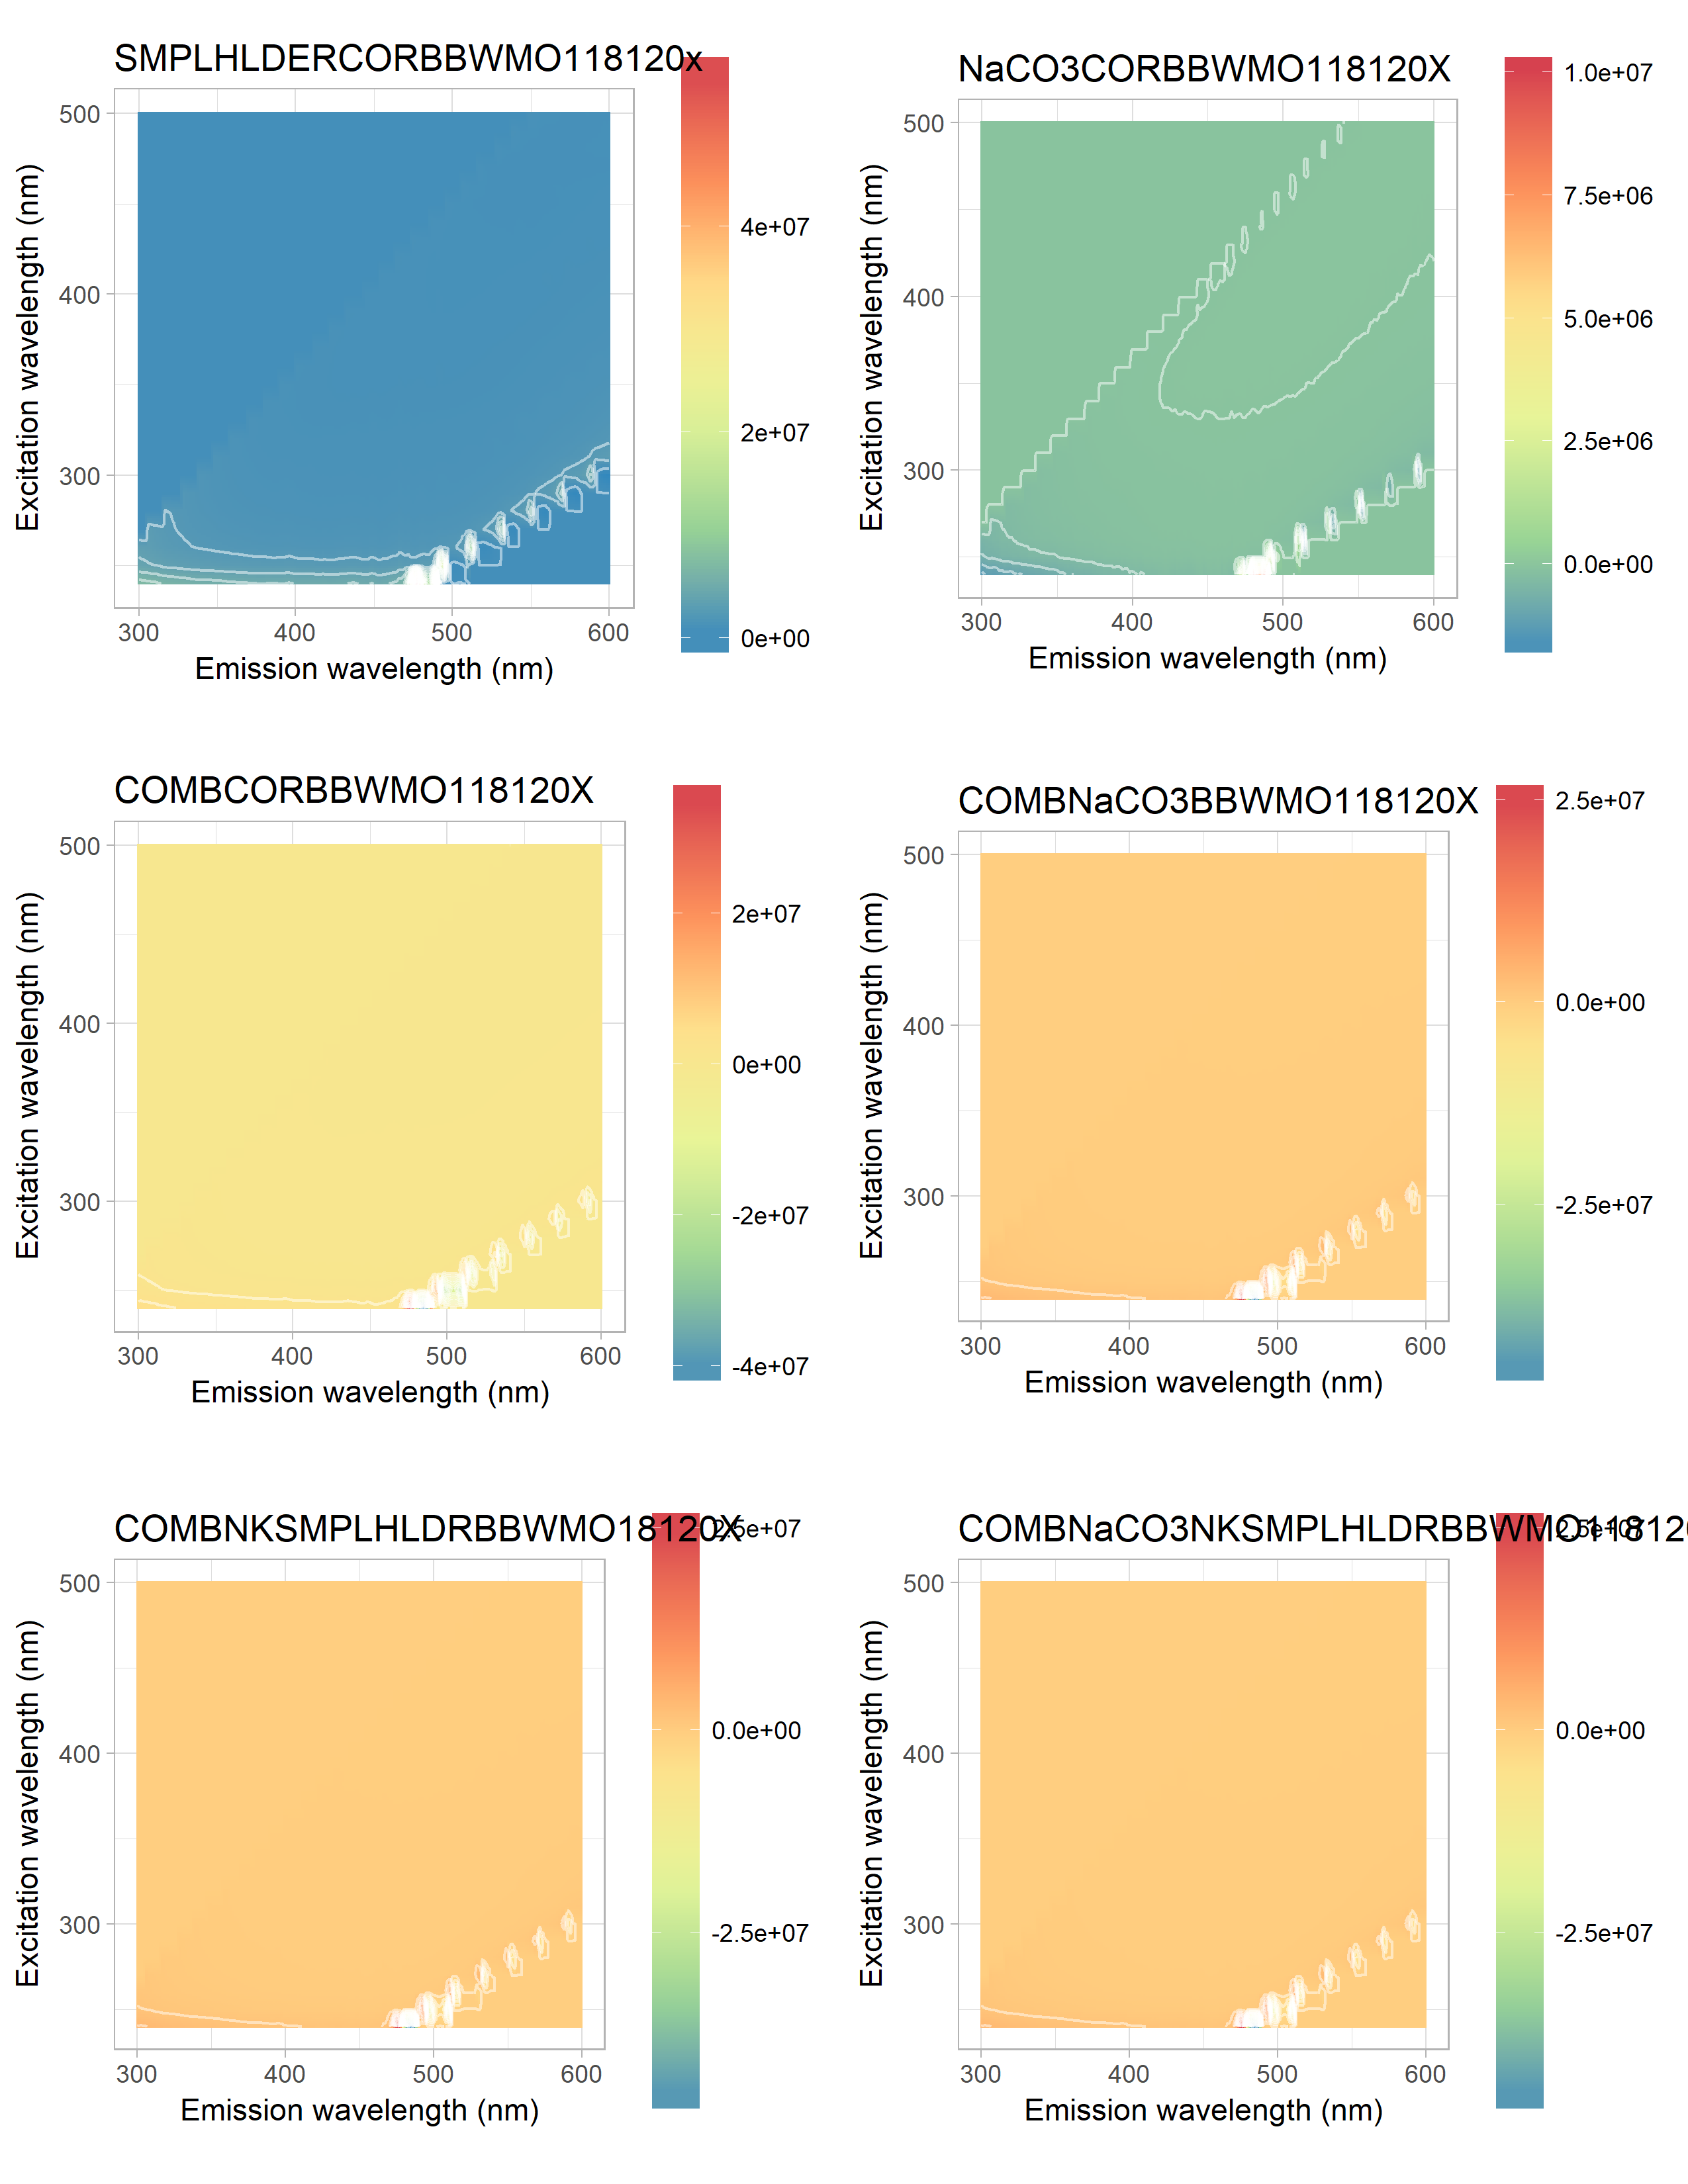 SMPLHLDERCORBBWMO118120x
Excitation wavelength (nm)
500
400
300
300 400 500 600
Emission wavelength (nm)
4e+07
2e+07
0e+00
NaCO3CORBBWMO118120X
Excitation wavelength (nm)
500
400
300
300 400 500 600
Emission wavelength (nm)
1.0e+07
7.5e+06
5.0e+06
2.5e+06
0.0e+00
COMBCORBBWMO118120X
Excitation wavelength (nm)
500
400
300
300 400 500 600
Emission wavelength (nm)
2e+07
0e+00
-2e+07
-4e+07
COMBNaCO3BBWMO118120X
Excitation wavelength (nm)
500
400
300
300 400 500 600
Emission wavelength (nm)
2.5e+07
0.0e+00
-2.5e+07
COMBNKSMPLHLDRBBWMO18120X
Excitation wavelength (nm)
500
400
300
300 400 500 600
Emission wavelength (nm)
2.5e+07
0.0e+00
-2.5e+07
COMBNaCO3NKSMPLHLDRBBWMO118120
Excitation wavelength (nm)
500
400
300
300 400 500 600
Emission wavelength (nm)
2.5e+07
0.0e+00
-2.5e+07